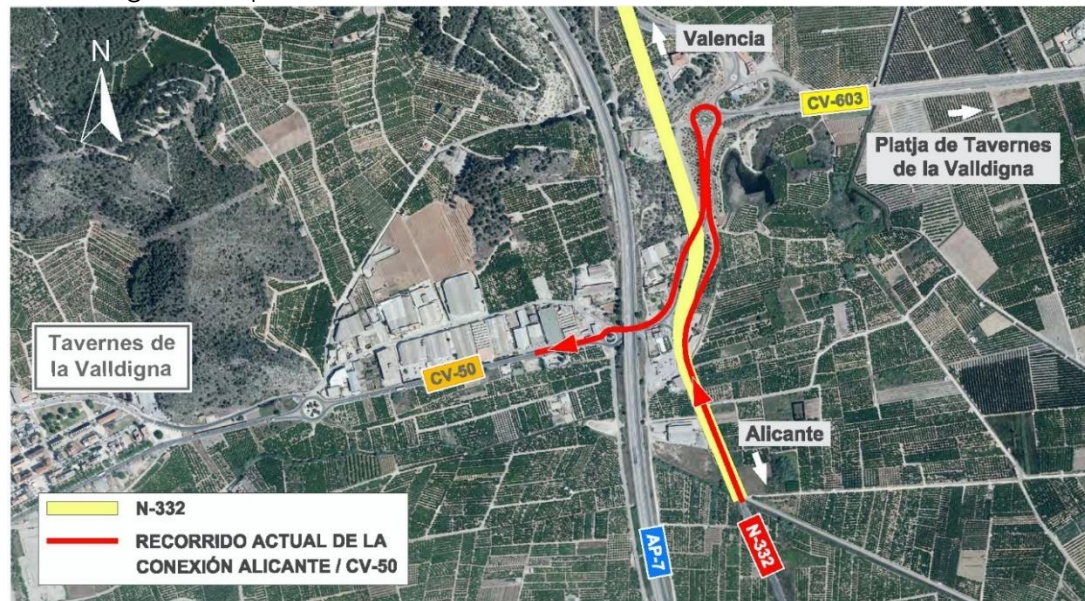 N
Valencia
CV-603
Platja de Tavernes
de la Valldigna
Tavernes de
la Valldigna
CV-50
Alicante
N-332
RECORRIDO ACTUAL DE LA
CONEXIÓN ALICANTE / CV-50
AP-7
N-332